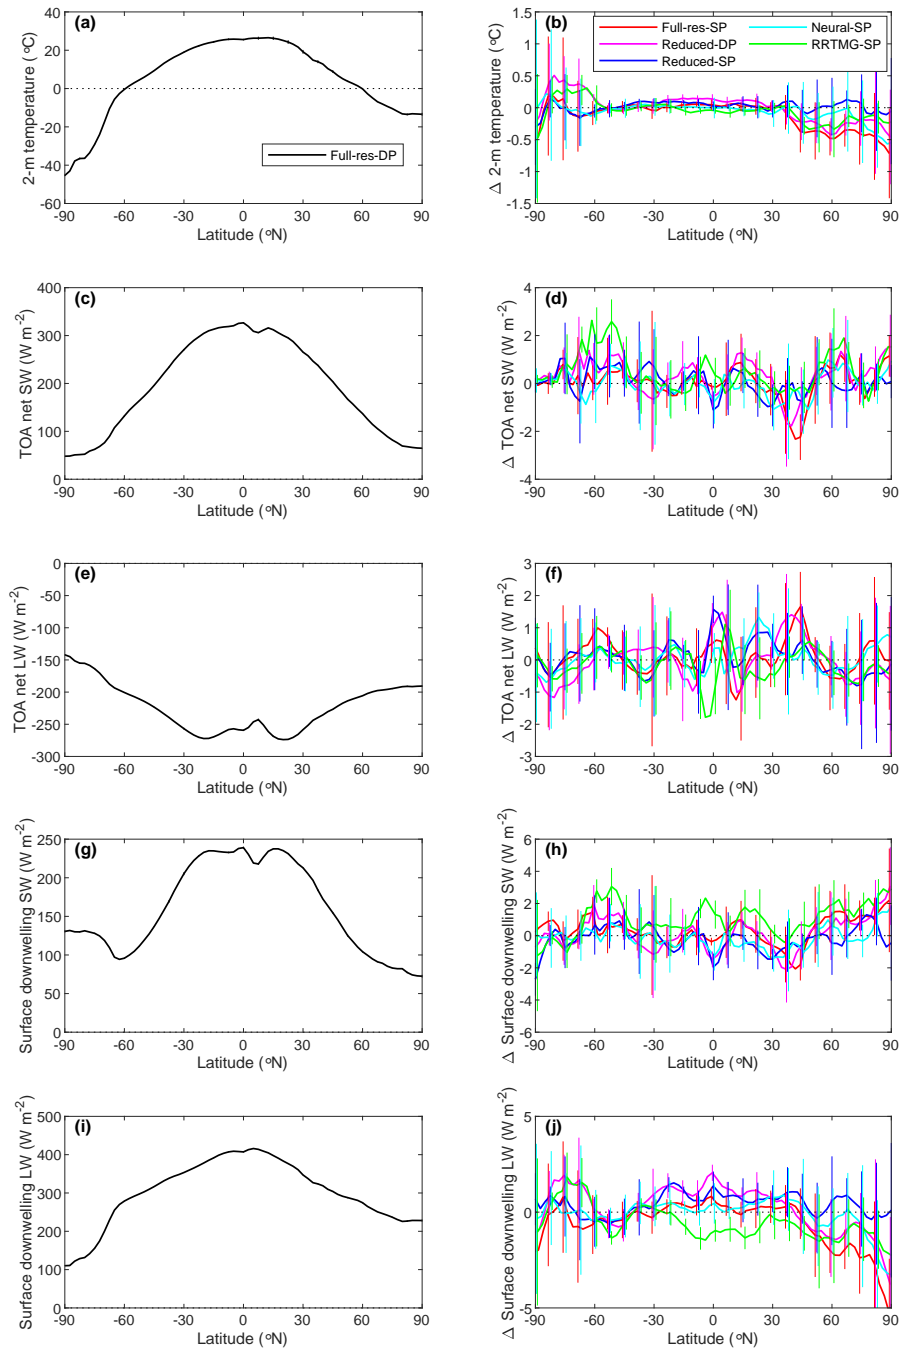 (a)
2-m temperature (°C)
40
20
0
-20
-40
-60
Full-res-DP
-90 -60 -30 0 30 60 90
Latitude (°N)
(b)
Δ 2-m temperature (°C)
1.5
1
0.5
0
-0.5
-1
-1.5
Full-res-SP
Reduced-DP
Reduced-SP
Neural-SP
RRTMG-SP
-90 -60 -30 0 30 60 90
Latitude (°N)
(c)
TOA net SW (W m-2)
400
300
200
100
0
-90 -60 -30 0 30 60 90
Latitude (°N)
(d)
Δ TOA net SW (W m-2)
4
2
0
-2
-4
-90 -60 -30 0 30 60 90
Latitude (°N)
(e)
TOA net LW (W m-2)
0
-50
-100
-150
-200
-250
-300
-90 -60 -30 0 30 60 90
Latitude (°N)
(f)
Δ TOA net LW (W m-2)
3
2
1
0
-1
-2
-3
-90 -60 -30 0 30 60 90
Latitude (°N)
(g)
Surface downwelling SW (W m-2)
250
200
150
100
50
0
-90 -60 -30 0 30 60 90
Latitude (°N)
(h)
Δ Surface downwelling SW (W m-2)
6
4
2
0
-2
-4
-6
-90 -60 -30 0 30 60 90
Latitude (°N)
(i)
Surface downwelling LW (W m-2)
500
400
300
200
100
0
-90 -60 -30 0 30 60 90
Latitude (°N)
(j)
Δ Surface downwelling LW (W m-2)
5
0
-5
-90 -60 -30 0 30 60 90
Latitude (°N)